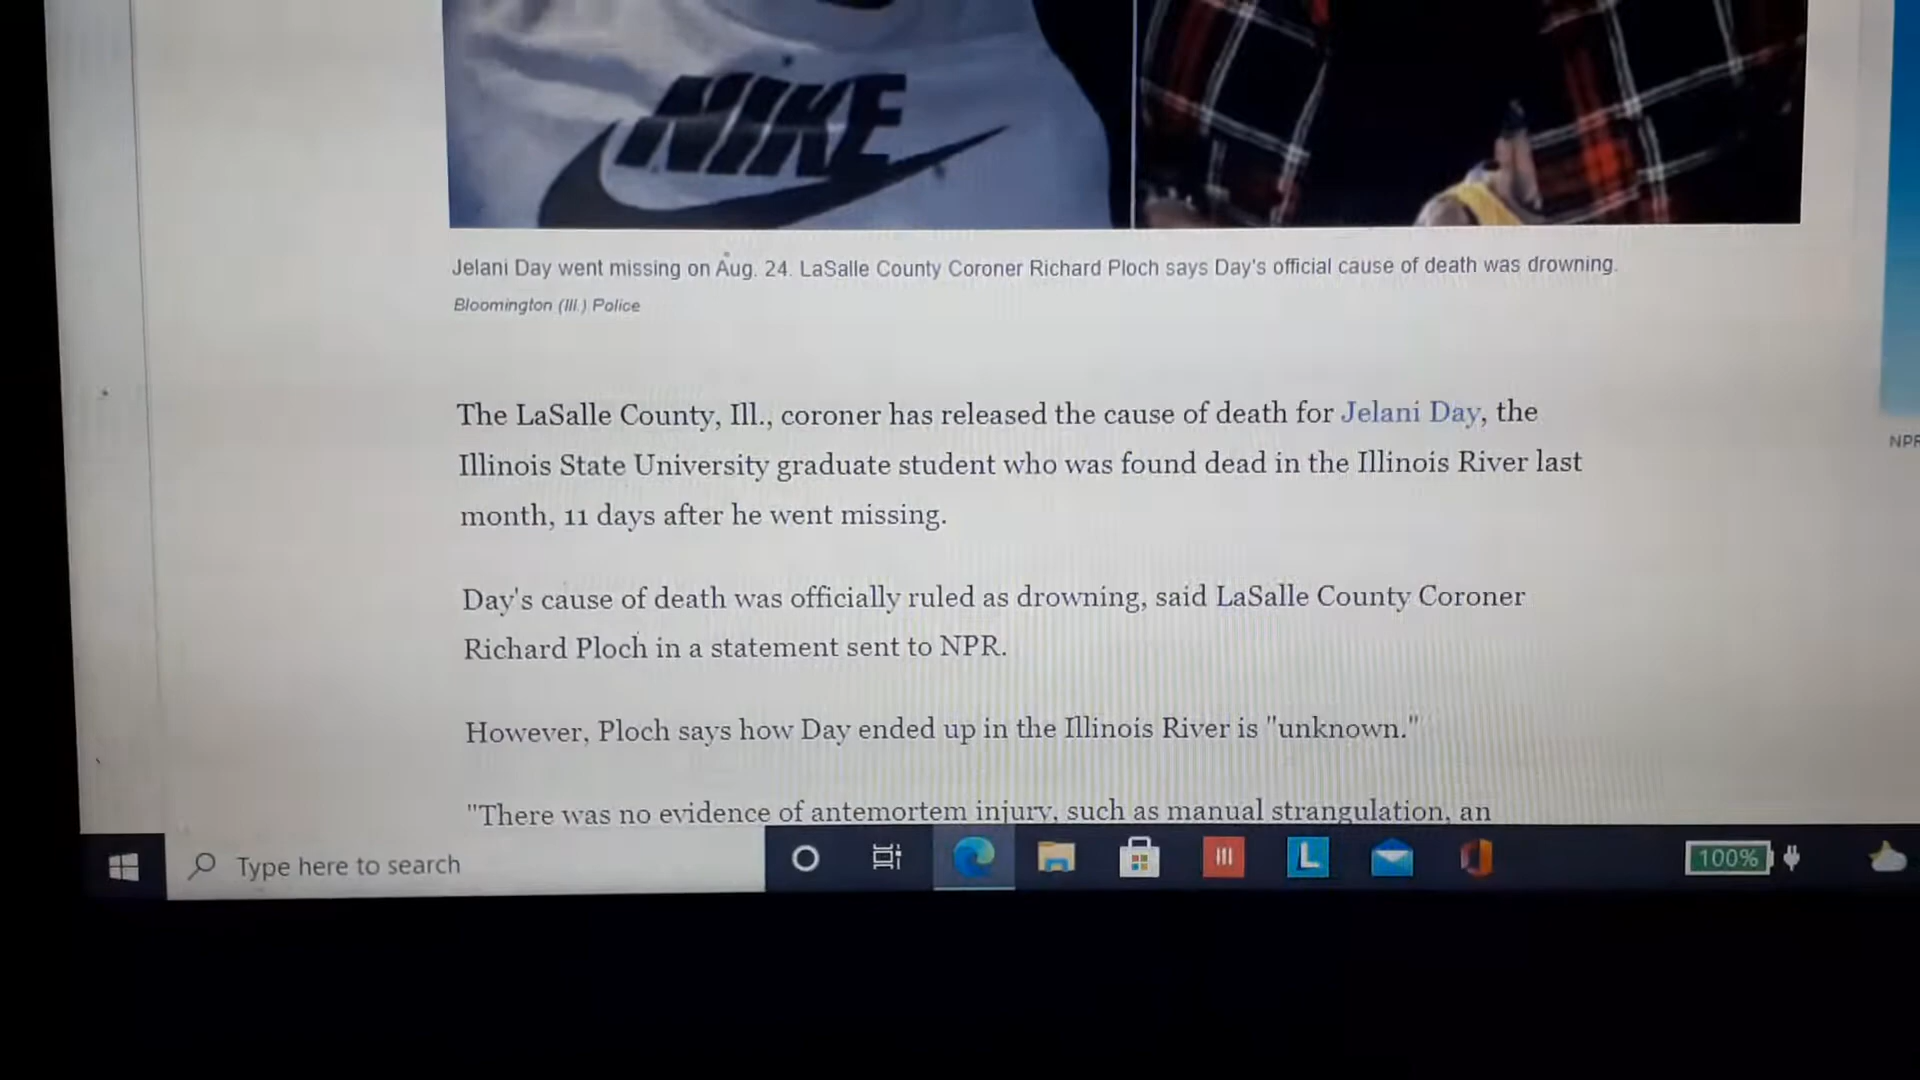 NIKE
Jelani Day went missing on Aug. 24. LaSalle County Coroner Richard Ploch says Day's official cause of death was drowning.
Bloomington (Ill.) Police
NPR
The LaSalle County, Ill., coroner has released the cause of death for Jelani Day, the
Illinois State University graduate student who was found dead in the Illinois River last
month, 11 days after he went missing.
Day's cause of death was officially ruled as drowning, said LaSalle County Coroner
Richard Ploch in a statement sent to NPR.
However, Ploch says how Day ended up in the Illinois River is "unknown."
"There was no evidence of antemortem injury, such as manual strangulation, an
Type here to search
L
100%